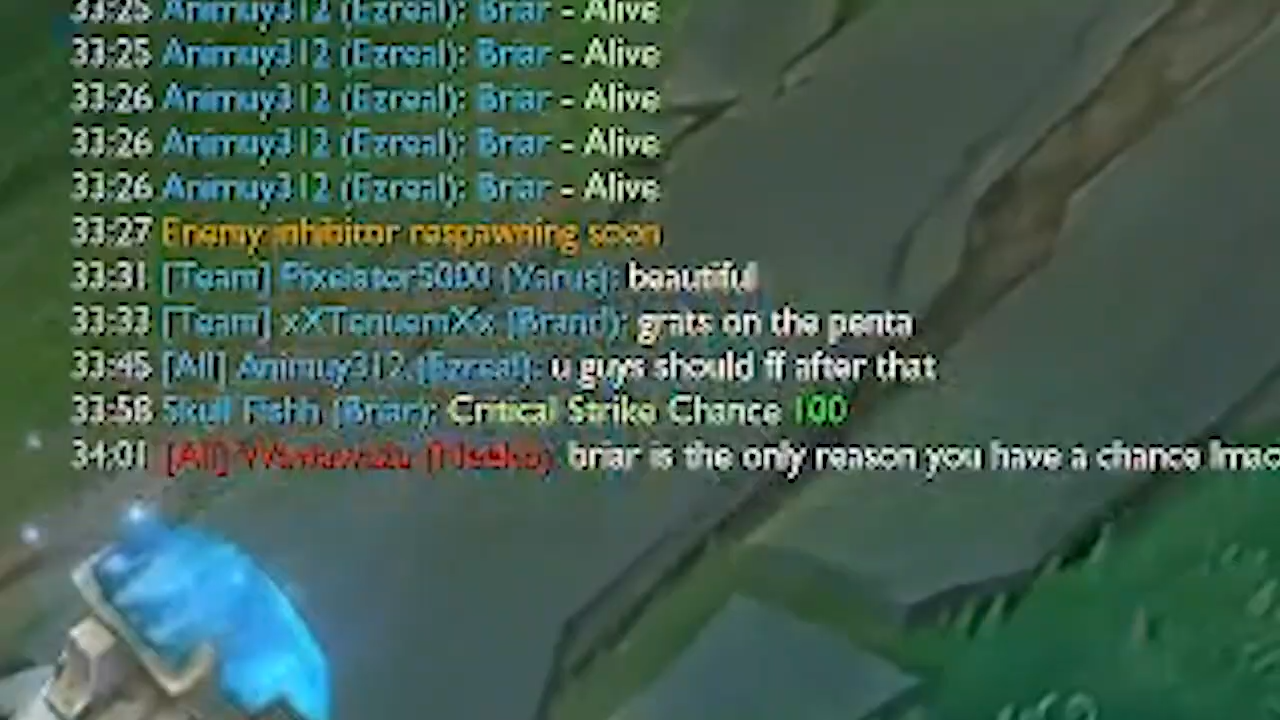 33:25 Animuy312 (Ezreal): Briar - Alive
33:25 Animuy312 (Ezreal): Briar - Alive
33:26 Animuy312 (Ezreal): Briar - Alive
33:26 Animuy312 (Ezreal): Briar - Alive
33:26 Animuy312 (Ezreal): Briar - Alive
33:27 Enemy inhibitor respawning soon
33:31 [Team] Pixelator5000 (Varus): beautiful
33:33 [Team] (Brand): grats on the penta
33:45 [All] Animuy312 (Ezreal): u guys should ff after that
33:58 Skull Fishh (Briar): Critical Strike Chance 100
34:01 [All] (Neeko): briar is the only reason you have a chance lmao